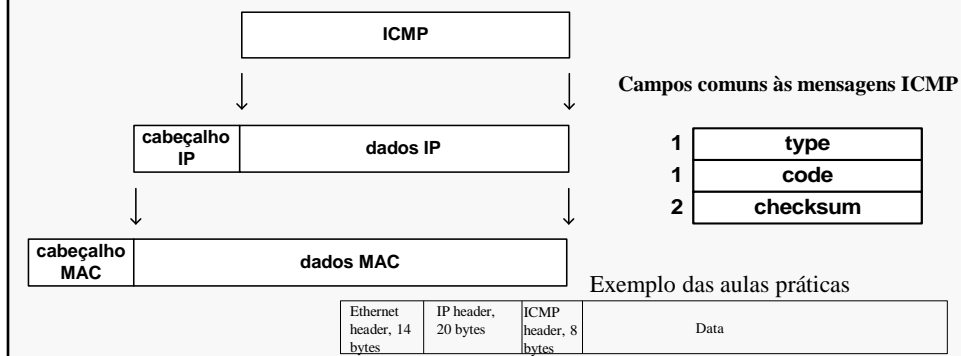 ICMP
Campos comuns às mensagens ICMP
cabeçalho
IP
dados IP
1 type
1 code
2 checksum
cabeçalho
MAC
dados MAC
Exemplo das aulas práticas
Ethernet
header, 14
bytes
IP header,
20 bytes
ICMP
header, 8
bytes
Data